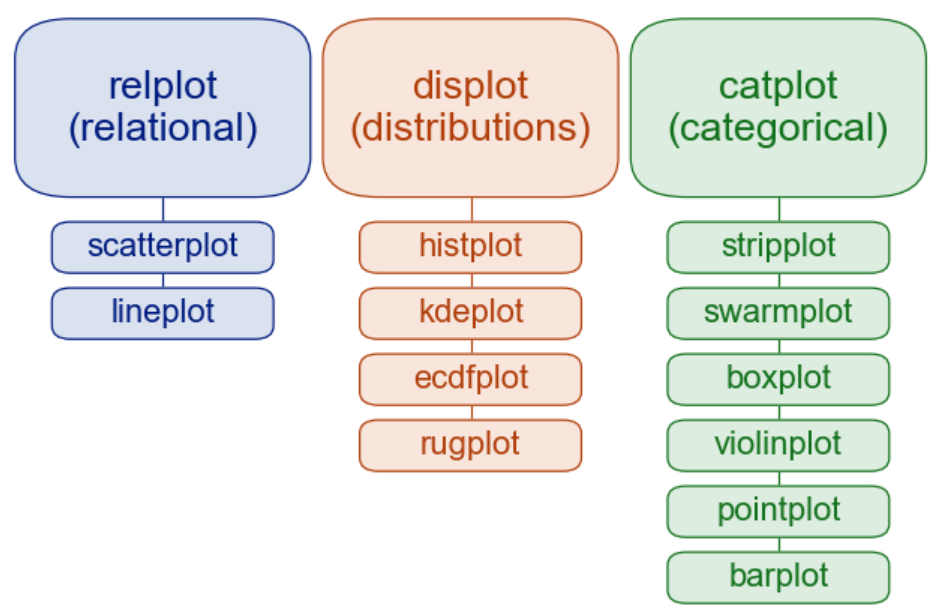 relplot
(relational)
scatterplot
lineplot
displot
(distributions)
histplot
kdeplot
ecdfplot
rugplot
catplot
(categorical)
stripplot
swarmplot
boxplot
violinplot
pointplot
barplot